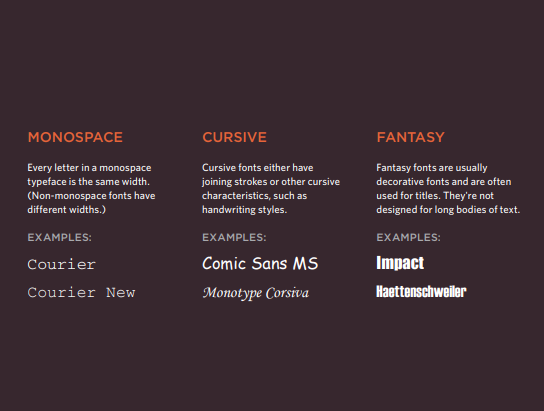 MONOSPACE
Every letter in a monospace
typeface is the same width.
(Non-monospace fonts have
different widths.)
EXAMPLES:
Courier
Courier New
CURSIVE
Cursive fonts either have
joining strokes or other cursive
characteristics, such as
handwriting styles.
EXAMPLES:
Comic Sans MS
Monotype Corsiva
FANTASY
Fantasy fonts are usually
decorative fonts and are often
used for titles. They're not
designed for long bodies of text.
EXAMPLES:
Impact
Haettenschweiler